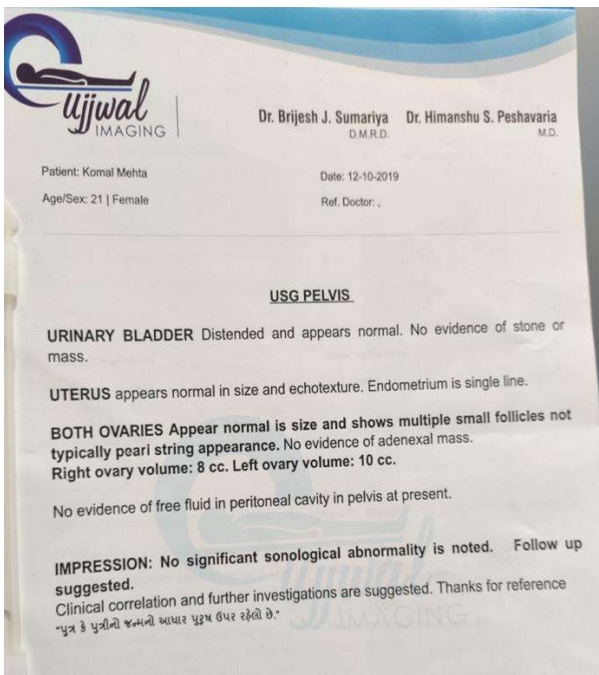 Ujjwal
IMAGING
Dr. Brijesh J. Sumariya Dr. Himanshu S. Peshavaria
D.M.R.D. M.D.
Patient: Komal Mehta Date: 12-10-2019
Age/Sex: 21 | Female Ref. Doctor: ,
USG PELVIS
URINARY BLADDER Distended and appears normal. No evidence of stone or
mass.
UTERUS appears normal in size and echotexture. Endometrium is single line.
BOTH OVARIES Appear normal is size and shows multiple small follicles not
typically pearl string appearance. No evidence of adenexal mass.
Right ovary volume: 8 cc. Left ovary volume: 10 cc.
No evidence of free fluid in peritoneal cavity in pelvis at present.
IMPRESSION: No significant sonological abnormality is noted. Follow up
suggested.
Clinical correlation and further investigations are suggested. Thanks for reference
"પુત્ર કે પુત્રીનો જન્મનો આધાર પુરૂષ ઉપર રહેલો છે."
Ujjwal
IMAGING